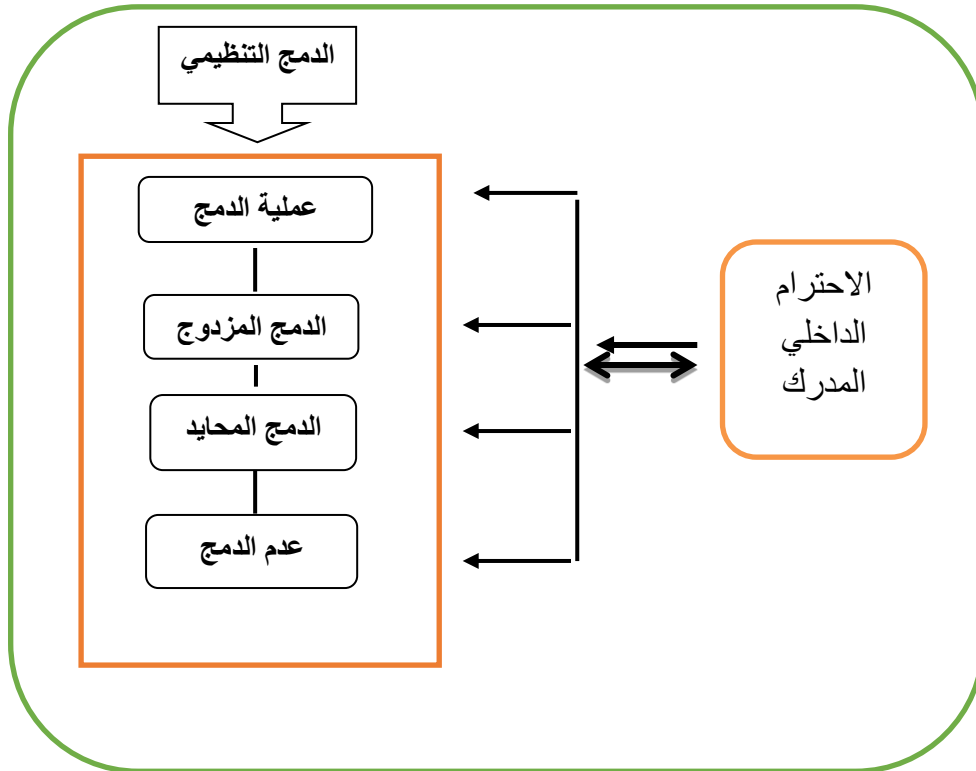 الدمج التنظيمي
عملية الدمج
الدمج المزدوج
الدمج المحايد
عدم الدمج
الاحترام
الداخلي
المدرك